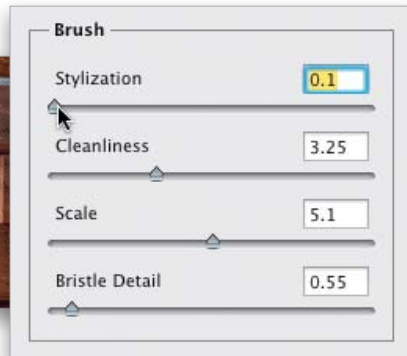 Brush
Stylization 0.1
Cleanliness 3.25
Scale 5.1
Bristle Detail 0.55